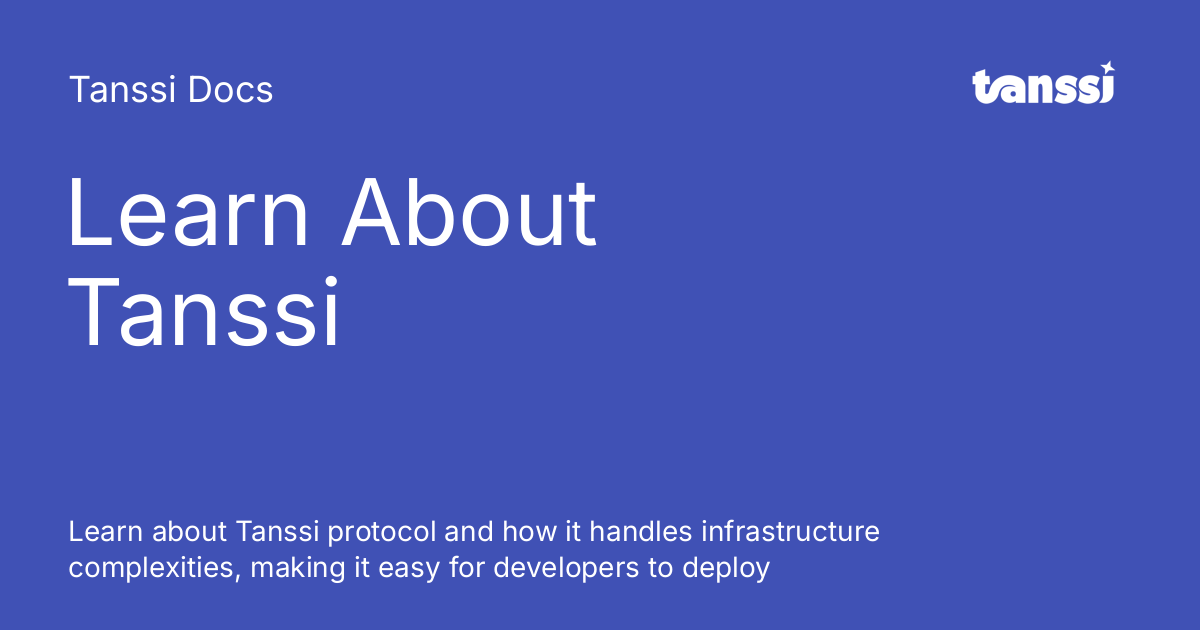 Tanssi Docs
tanssi
Learn About
Tanssi
Learn about Tanssi protocol and how it handles infrastructure
complexities, making it easy for developers to deploy